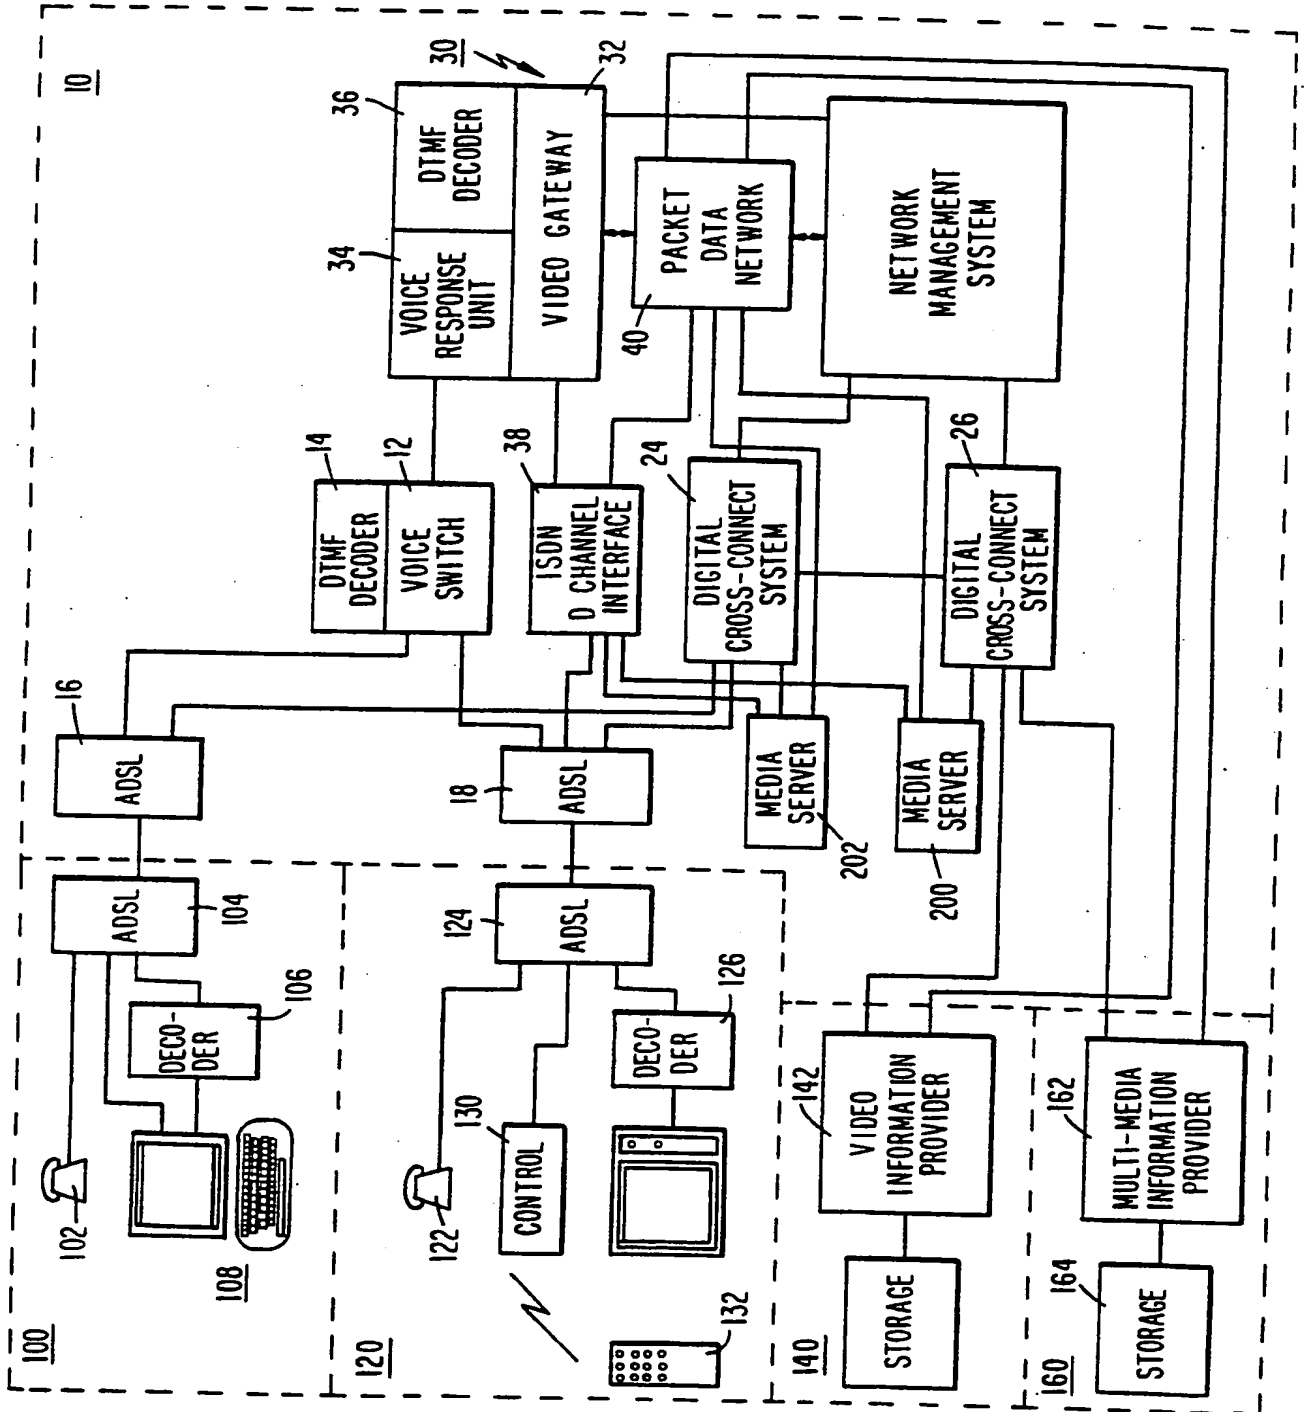 100
102
108
DECO-
DER
106
ADSL
104
ADSL
16
10
120
132
122
130
CONTROL
DECO-
DER
126
124
ADSL
18
ADSL
14
DTMF
DECODER
12
VOICE
SWITCH
34
VOICE
RESPONSE
UNIT
36
DTMF
DECODER
30
VIDEO GATEWAY
32
38
ISDN
D CHANNEL
INTERFACE
40
PACKET
DATA
NETWORK
24
DIGITAL
CROSS-CONNECT
SYSTEM
MEDIA
SERVER
202
MEDIA
SERVER
200
26
DIGITAL
CROSS-CONNECT
SYSTEM
NETWORK
MANAGEMENT
SYSTEM
140
STORAGE
142
VIDEO
INFORMATION
PROVIDER
160
164
STORAGE
162
MULTI-MEDIA
INFORMATION
PROVIDER